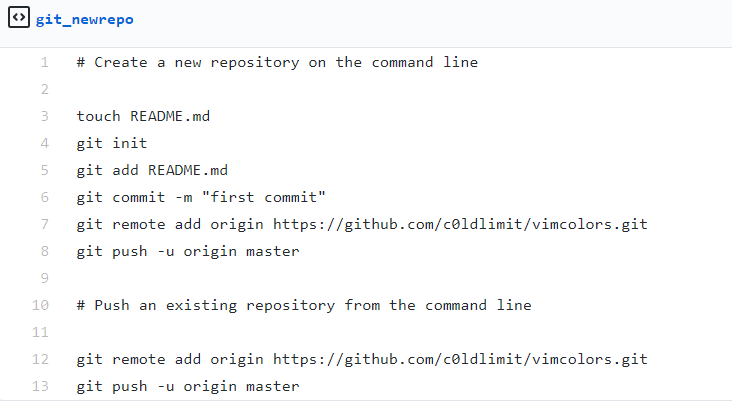 git_newrepo
1 # Create a new repository on the command line
2
3 touch README.md
4 git init
5 git add README.md
6 git commit -m "first commit"
7 git remote add origin https://github.com/c0ldlimit/vimcolors.git
8 git push -u origin master
9
10 # Push an existing repository from the command line
11
12 git remote add origin https://github.com/c0ldlimit/vimcolors.git
13 git push -u origin master